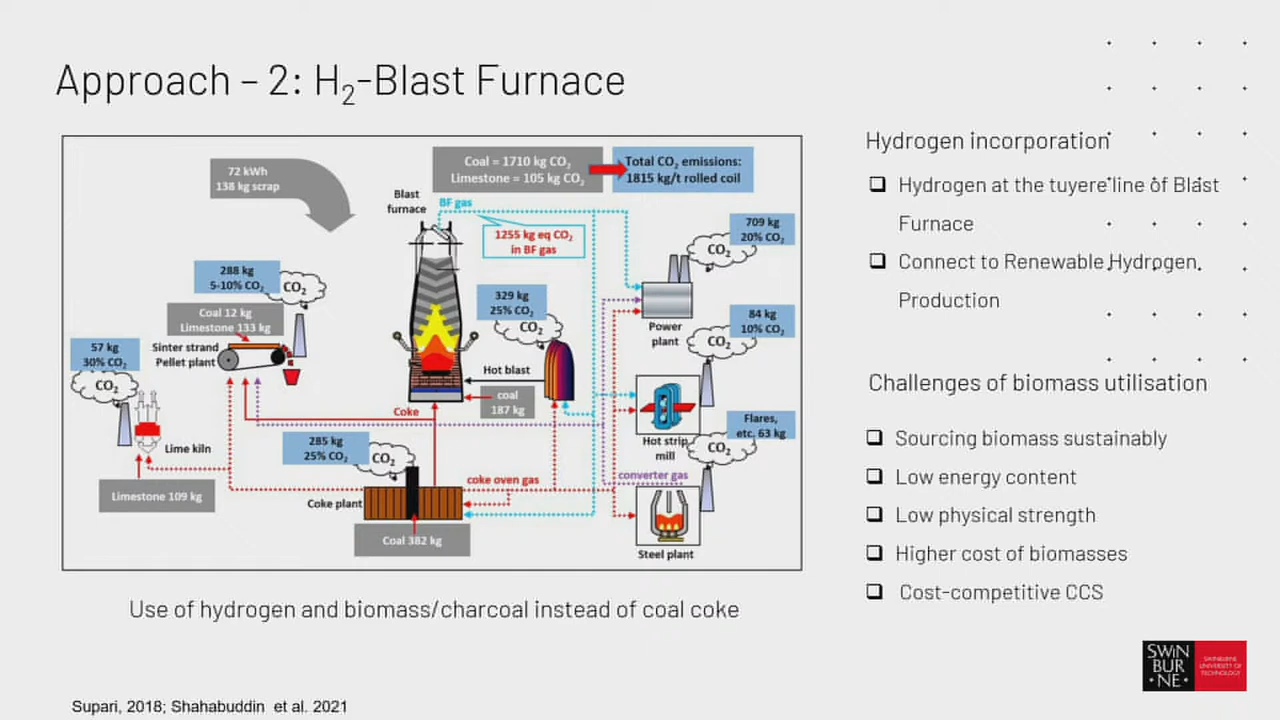 Approach – 2: H2-Blast Furnace
72 kWh
138 kg scrap
Coal = 1710 kg CO2
Limestone = 105 kg CO2
Total CO2 emissions:
1815 kg/t rolled coil
Blast
furnace
BF gas
1255 kg eq CO2
in BF gas
709 kg
20% CO2
CO2
288 kg
5-10% CO2
CO2
Coal 12 kg
Limestone 133 kg
329 kg
25% CO2
CO2
Power
plant
84 kg
10% CO2
CO2
57 kg
30% CO2
CO2
Sinter strand
Pellet plant
Hot blast
coal
187 kg
Coke
Lime kiln
Limestone 109 kg
285 kg
25% CO2
CO2
Hot strip
mill
Flares,
etc. 63 kg
CO2
coke oven gas
converter gas
Coke plant
Coal 382 kg
Steel plant
Use of hydrogen and biomass/charcoal instead of coal coke
Hydrogen incorporation
❑ Hydrogen at the tuyere line of Blast
Furnace
❑ Connect to Renewable Hydrogen
Production
Challenges of biomass utilisation
❑ Sourcing biomass sustainably
❑ Low energy content
❑ Low physical strength
❑ Higher cost of biomasses
❑ Cost-competitive CCS
Supari, 2018; Shahabuddin et al. 2021
SWIN
BUR
• NE •
SWINBURNE
UNIVERSITY OF
TECHNOLOGY